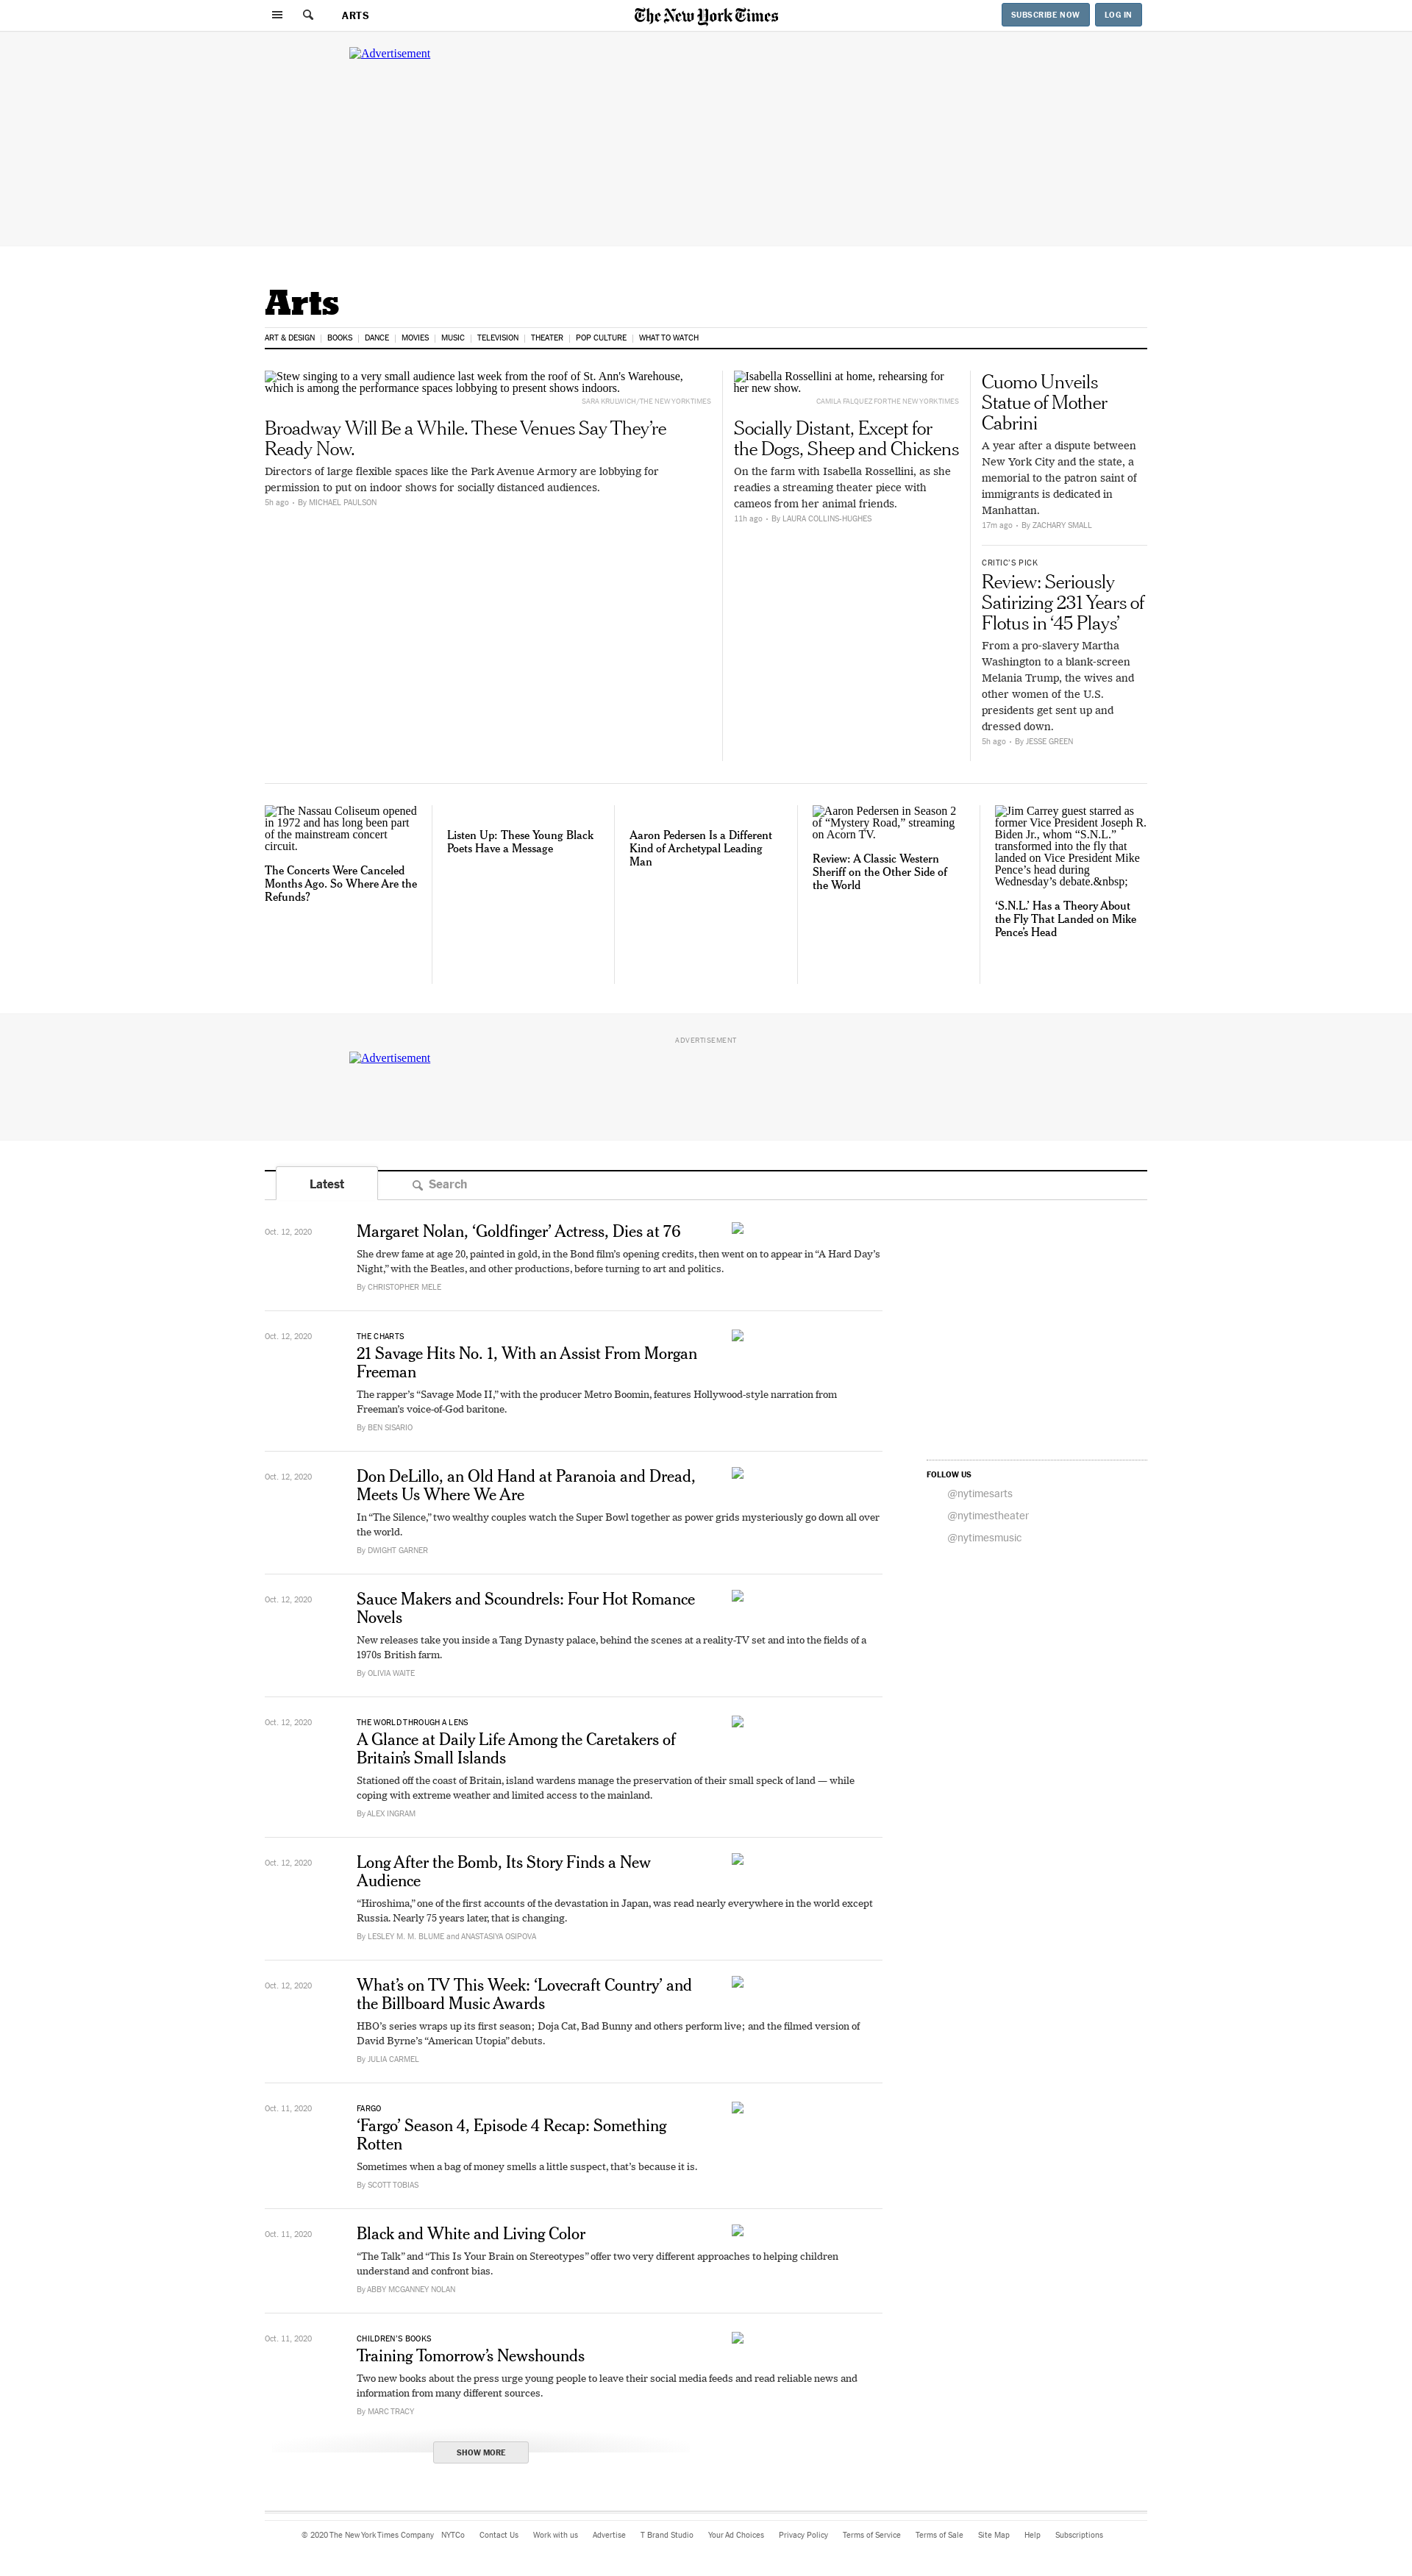 ARTS
The New York Times
SUBSCRIBE NOW
LOG IN
Advertisement
Arts
ART & DESIGN | BOOKS | DANCE | MOVIES | MUSIC | TELEVISION | THEATER | POP CULTURE | WHAT TO WATCH
Stew singing to a very small audience last week from the roof of St. Ann's Warehouse,
which is among the performance spaces lobbying to present shows indoors.
SARA KRULWICH/THE NEW YORK TIMES
Broadway Will Be a While. These Venues Say They’re
Ready Now.
Directors of large flexible spaces like the Park Avenue Armory are lobbying for
permission to put on indoor shows for socially distanced audiences.
5h ago • By MICHAEL PAULSON
Isabella Rossellini at home, rehearsing for
her new show.
CAMILA FALQUEZ FOR THE NEW YORK TIMES
Socially Distant, Except for
the Dogs, Sheep and Chickens
On the farm with Isabella Rossellini, as she
readies a streaming theater piece with
cameos from her animal friends.
11h ago • By LAURA COLLINS-HUGHES
Cuomo Unveils
Statue of Mother
Cabrini
A year after a dispute between
New York City and the state, a
memorial to the patron saint of
immigrants is dedicated in
Manhattan.
17m ago • By ZACHARY SMALL
CRITIC’S PICK
Review: Seriously
Satirizing 231 Years of
Flotus in ‘45 Plays’
From a pro-slavery Martha
Washington to a blank-screen
Melania Trump, the wives and
other women of the U.S.
presidents get sent up and
dressed down.
5h ago • By JESSE GREEN
The Nassau Coliseum opened
in 1972 and has long been part
of the mainstream concert
circuit.
The Concerts Were Canceled
Months Ago. So Where Are the
Refunds?
Listen Up: These Young Black
Poets Have a Message
Aaron Pedersen Is a Different
Kind of Archetypal Leading
Man
Aaron Pedersen in Season 2
of “Mystery Road,” streaming
on Acorn TV.
Review: A Classic Western
Sheriff on the Other Side of
the World
Jim Carrey guest starred as
former Vice President Joseph R.
Biden Jr., whom “S.N.L.”
transformed into the fly that
landed on Vice President Mike
Pence’s head during
Wednesday’s debate.&nbsp;
‘S.N.L.’ Has a Theory About
the Fly That Landed on Mike
Pence’s Head
ADVERTISEMENT
Advertisement
Latest
Search
Oct. 12, 2020
Margaret Nolan, ‘Goldfinger’ Actress, Dies at 76
She drew fame at age 20, painted in gold, in the Bond film’s opening credits, then went on to appear in “A Hard Day’s
Night,” with the Beatles, and other productions, before turning to art and politics.
By CHRISTOPHER MELE
Oct. 12, 2020
THE CHARTS
21 Savage Hits No. 1, With an Assist From Morgan
Freeman
The rapper’s “Savage Mode II,” with the producer Metro Boomin, features Hollywood-style narration from
Freeman’s voice-of-God baritone.
By BEN SISARIO
Oct. 12, 2020
Don DeLillo, an Old Hand at Paranoia and Dread,
Meets Us Where We Are
In “The Silence,” two wealthy couples watch the Super Bowl together as power grids mysteriously go down all over
the world.
By DWIGHT GARNER
Oct. 12, 2020
Sauce Makers and Scoundrels: Four Hot Romance
Novels
New releases take you inside a Tang Dynasty palace, behind the scenes at a reality-TV set and into the fields of a
1970s British farm.
By OLIVIA WAITE
Oct. 12, 2020
THE WORLD THROUGH A LENS
A Glance at Daily Life Among the Caretakers of
Britain’s Small Islands
Stationed off the coast of Britain, island wardens manage the preservation of their small speck of land — while
coping with extreme weather and limited access to the mainland.
By ALEX INGRAM
Oct. 12, 2020
Long After the Bomb, Its Story Finds a New
Audience
“Hiroshima,” one of the first accounts of the devastation in Japan, was read nearly everywhere in the world except
Russia. Nearly 75 years later, that is changing.
By LESLEY M. M. BLUME and ANASTASIYA OSIPOVA
Oct. 12, 2020
What’s on TV This Week: ‘Lovecraft Country’ and
the Billboard Music Awards
HBO’s series wraps up its first season; Doja Cat, Bad Bunny and others perform live; and the filmed version of
David Byrne’s “American Utopia” debuts.
By JULIA CARMEL
Oct. 11, 2020
FARGO
‘Fargo’ Season 4, Episode 4 Recap: Something
Rotten
Sometimes when a bag of money smells a little suspect, that’s because it is.
By SCOTT TOBIAS
Oct. 11, 2020
Black and White and Living Color
“The Talk” and “This Is Your Brain on Stereotypes” offer two very different approaches to helping children
understand and confront bias.
By ABBY MCGANNEY NOLAN
Oct. 11, 2020
CHILDREN’S BOOKS
Training Tomorrow’s Newshounds
Two new books about the press urge young people to leave their social media feeds and read reliable news and
information from many different sources.
By MARC TRACY
SHOW MORE
FOLLOW US
@nytimesarts
@nytimestheater
@nytimesmusic
© 2020 The New York Times Company NYTCo Contact Us Work with us Advertise T Brand Studio Your Ad Choices Privacy Policy Terms of Service Terms of Sale Site Map Help Subscriptions